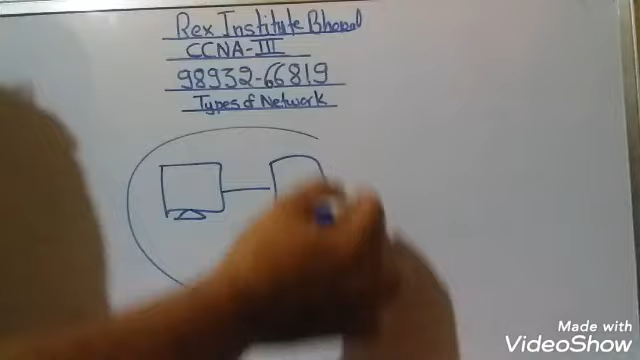 Rex Institute Bhopal
CCNA-III
98932-66819
Types of Network
Made with
VideoShow